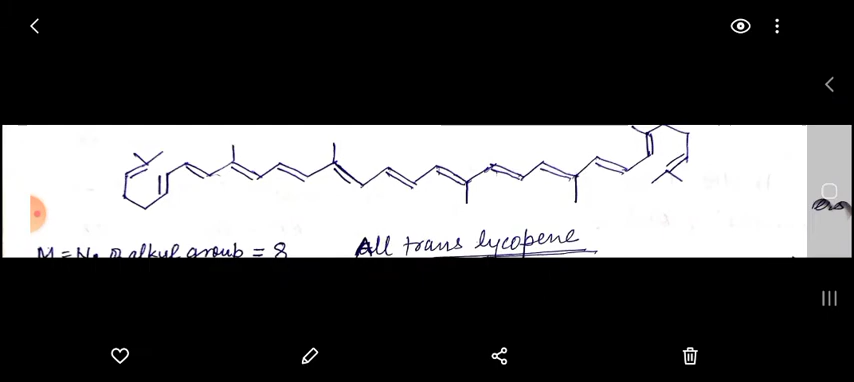 M = No. of alkyl group = 8
All trans lycopene